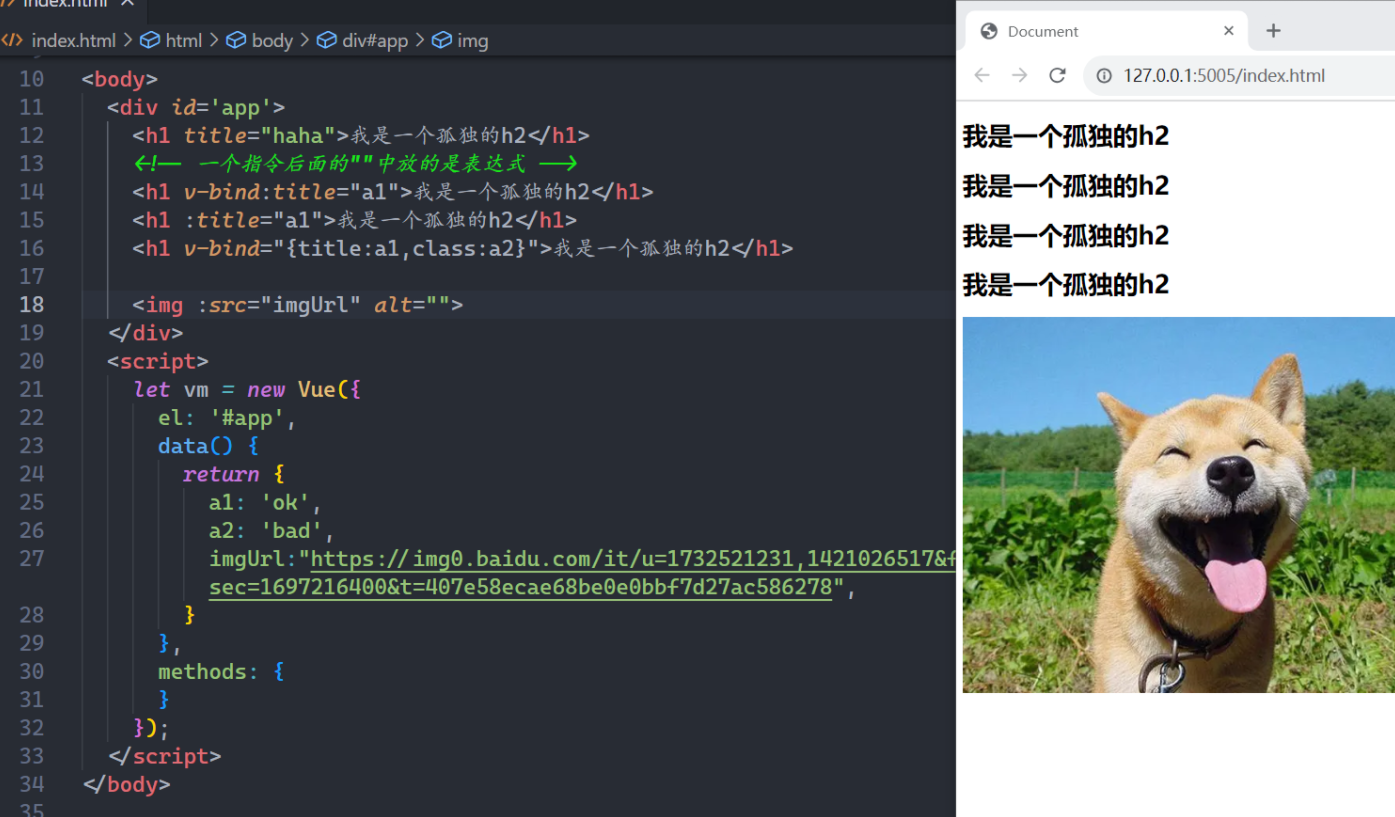 index.html
index.html > html > body > div#app > img
10 <body>
11 <div id='app'>
12 <h1 title="haha">我是一个孤独的h2</h1>
13 <!-- 一个指令后面的""中放的是表达式 -->
14 <h1 v-bind:title="a1">我是一个孤独的h2</h1>
15 <h1 :title="a1">我是一个孤独的h2</h1>
16 <h1 v-bind="{title:a1,class:a2}">我是一个孤独的h2</h1>
17
18 <img :src="imgUrl" alt="">
19 </div>
20 <script>
21 let vm = new Vue({
22 el: '#app',
23 data() {
24 return {
25 a1: 'ok',
26 a2: 'bad',
27 imgUrl:"https://img0.baidu.com/it/u=1732521231,1421026517&f
sec=1697216400&t=407e58ecae68be0e0bbf7d27ac586278",
28 }
29 },
30 methods: {
31 }
32 });
33 </script>
34 </body>
35
Document
127.0.0.1:5005/index.html
我是一个孤独的h2
我是一个孤独的h2
我是一个孤独的h2
我是一个孤独的h2